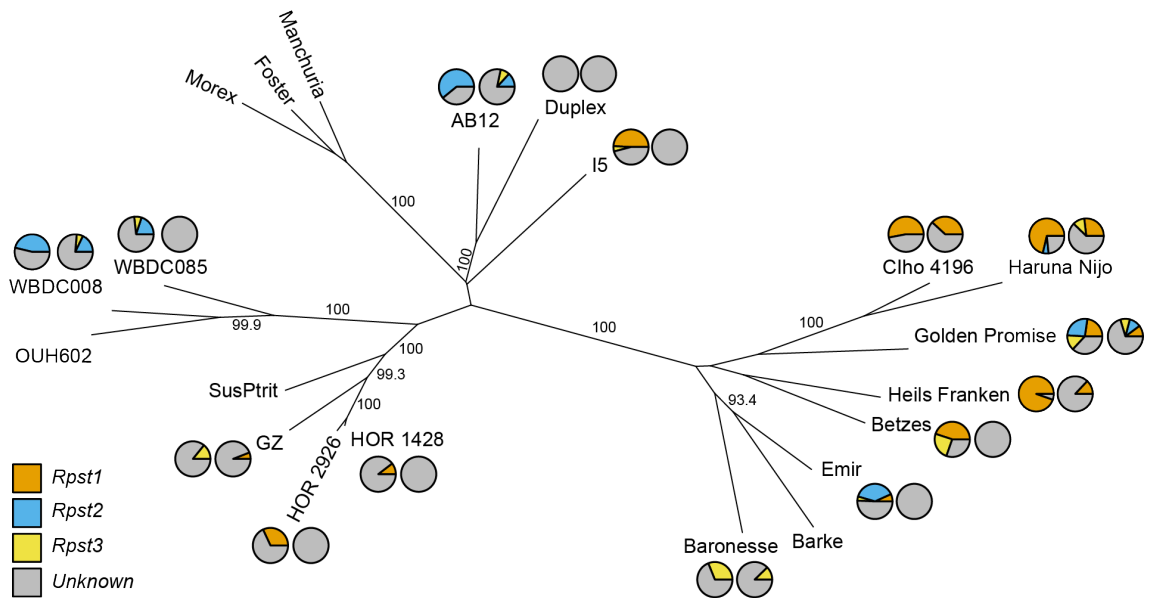 Manchuria
Foster
Morex
AB12
Duplex
I5
100
100
WBDC085
WBDC008
CIho 4196
Haruna Nijo
100
99.9
100
100
Golden Promise
OUH602
100
99.3
SusPtrit
100
Heils Franken
93.4
Betzes
GZ
HOR 1428
HOR 2926
Emir
Rpst1
Rpst2
Rpst3
Unknown
Baronesse
Barke